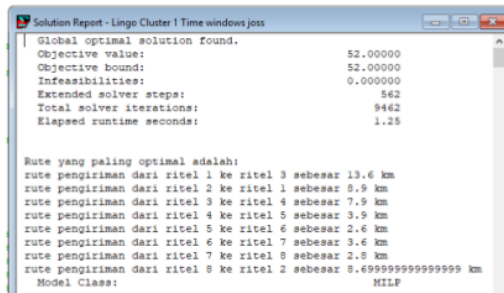 Solution Report - Lingo Cluster 1 Time windows joss
Global optimal solution found.
Objective value: 52.00000
Objective bound: 52.00000
Infeasibilities: 0.000000
Extended solver steps: 562
Total solver iterations: 9462
Elapsed runtime seconds: 1.25
Rute yang paling optimal adalah:
rute pengiriman dari ritel 1 ke ritel 3 sebesar 13.6 km
rute pengiriman dari ritel 2 ke ritel 1 sebesar 8.9 km
rute pengiriman dari ritel 3 ke ritel 4 sebesar 7.9 km
rute pengiriman dari ritel 4 ke ritel 5 sebesar 3.9 km
rute pengiriman dari ritel 5 ke ritel 6 sebesar 2.6 km
rute pengiriman dari ritel 6 ke ritel 7 sebesar 3.6 km
rute pengiriman dari ritel 7 ke ritel 8 sebesar 2.8 km
rute pengiriman dari ritel 8 ke ritel 2 sebesar 8.699999999999999 km
Model Class: MILP